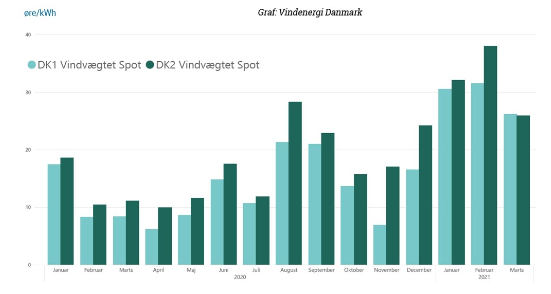 øre/kWh
Graf: Vindenergi Danmark
40
DK1 Vindvægtet Spot DK2 Vindvægtet Spot
30
20
10
0
Januar Februar Marts April Maj Juni Juli August September Oktober November December Januar Februar Marts
2020 2021